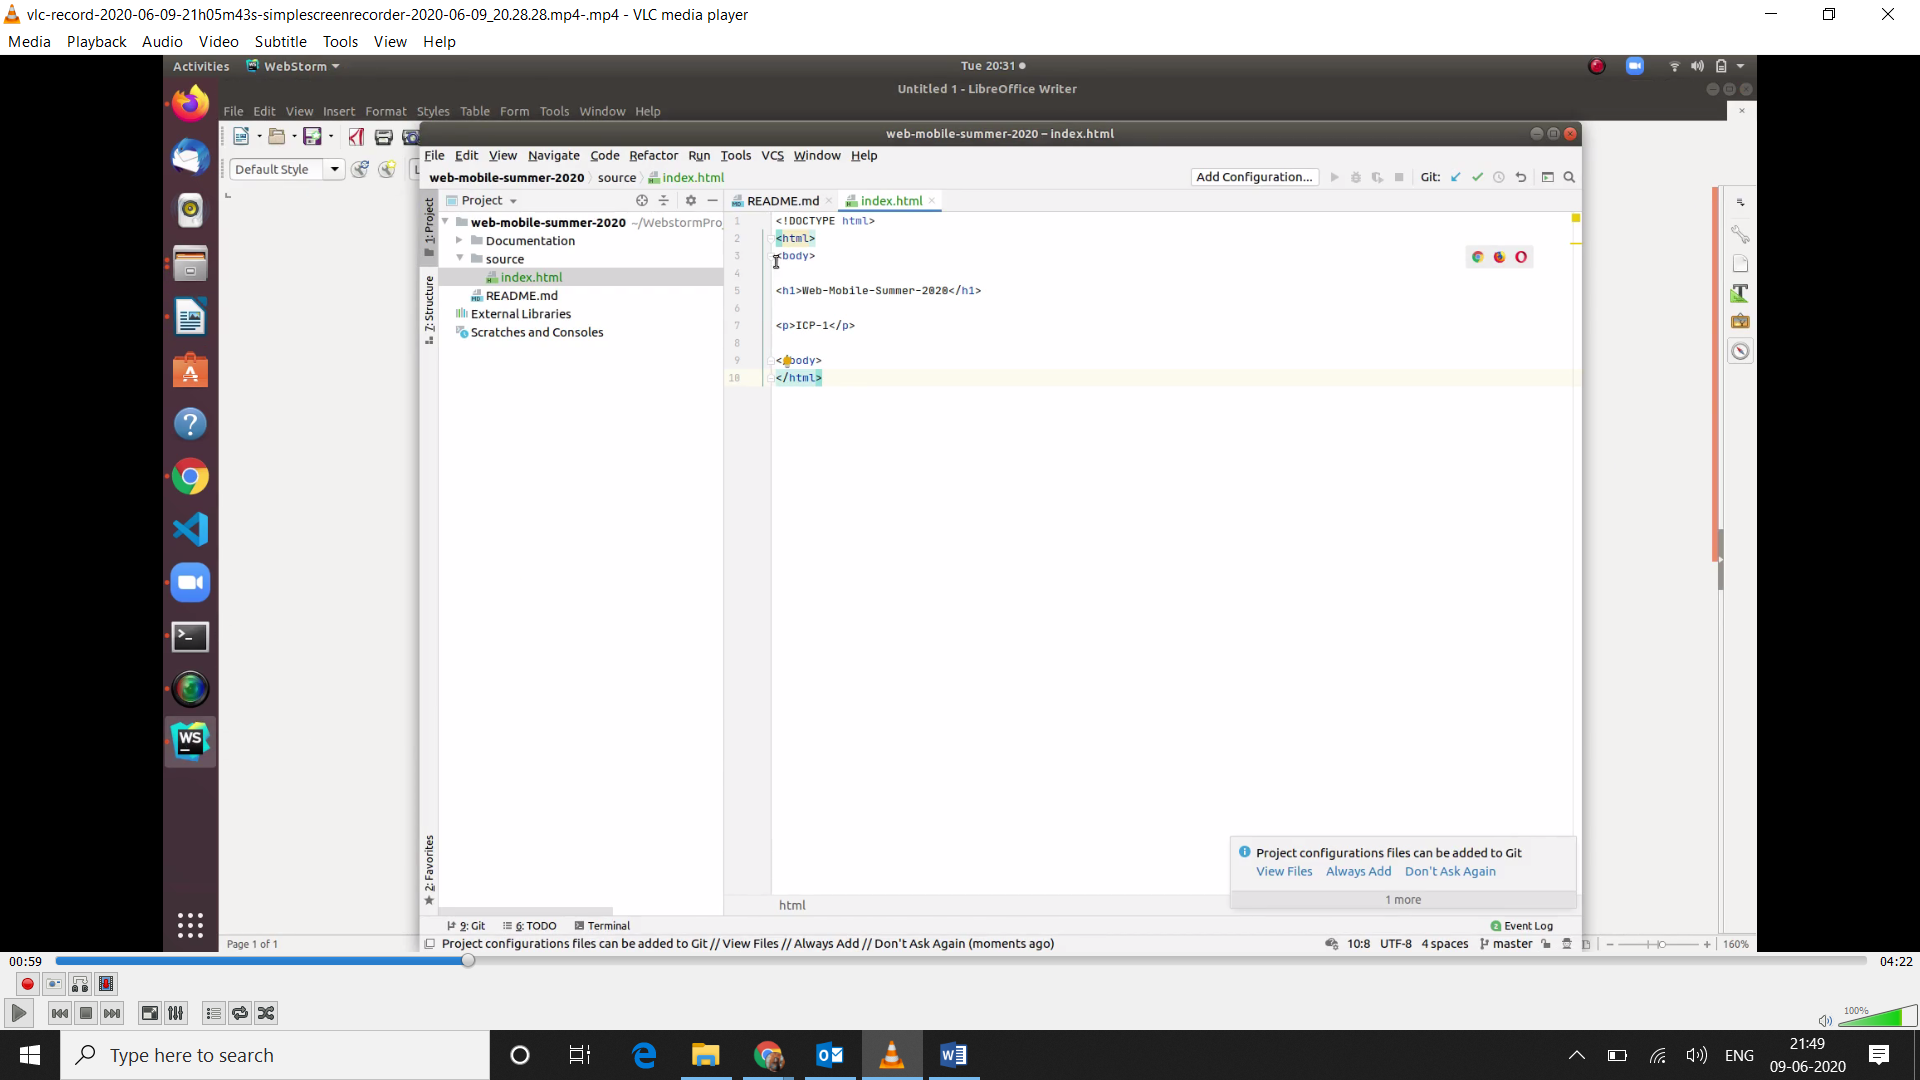 vlc-record-2020-06-09-21h05m43s-simplescreenrecorder-2020-06-09_20.28.28.mp4-.mp4 - VLC media player
Media Playback Audio Video Subtitle Tools View Help
Activities WebStorm Tue 20:31
Untitled 1 - LibreOffice Writer
File Edit View Insert Format Styles Table Form Tools Window Help
web-mobile-summer-2020 – index.html
File Edit View Navigate Code Refactor Run Tools VCS Window Help
Default Style
web-mobile-summer-2020 source index.html Add Configuration... Git:
Project README.md index.html
1: Project
7: Structure
2: Favorites
web-mobile-summer-2020 ~/WebstormPro
Documentation
source
index.html
README.md
External Libraries
Scratches and Consoles
1 <!DOCTYPE html>
2 <html>
3 <body>
4
5 <h1>Web-Mobile-Summer-2020</h1>
6
7 <p>ICP-1</p>
8
9 </body>
10 </html>
WS
Project configurations files can be added to Git
View Files Always Add Don't Ask Again
1 more
html
9: Git 6: TODO Terminal 2 Event Log
Page 1 of 1
Project configurations files can be added to Git // View Files // Always Add // Don't Ask Again (moments ago) 10:8 UTF-8 4 spaces master 160%
00:59 04:22
100%
Type here to search
ENG
21:49
09-06-2020